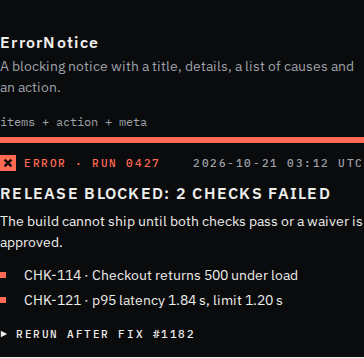 ErrorNotice
A blocking notice with a title, details, a list of causes and
an action.
items + action + meta
ERROR · RUN 0427 2026-10-21 03:12 UTC
RELEASE BLOCKED: 2 CHECKS FAILED
The build cannot ship until both checks pass or a waiver is
approved.
CHK-114 · Checkout returns 500 under load
CHK-121 · p95 latency 1.84 s, limit 1.20 s
RERUN AFTER FIX #1182